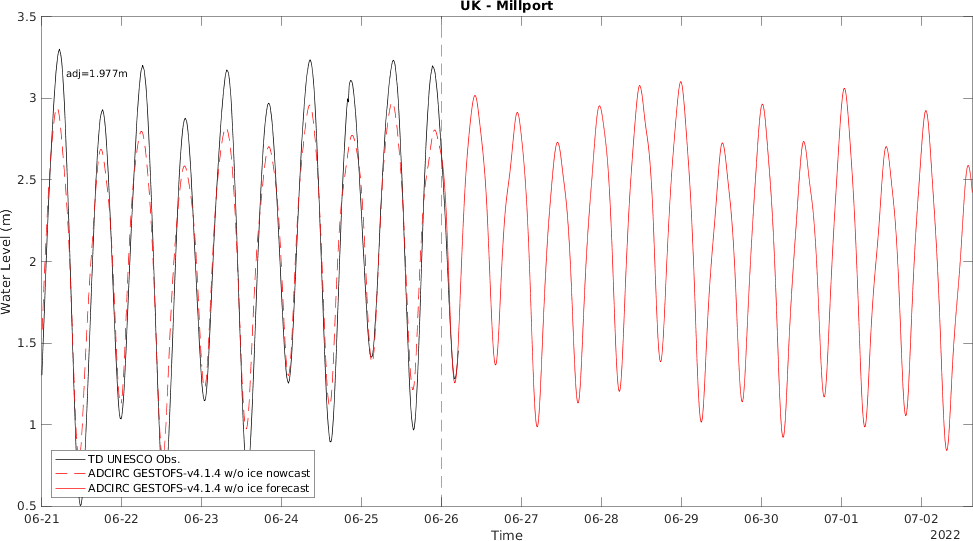 UK - Millport
3.5
3
2.5
2
1.5
1
0.5
Water Level (m)
adj=1.977m
TD UNESCO Obs.
ADCIRC GESTOFS-v4.1.4 w/o ice nowcast
ADCIRC GESTOFS-v4.1.4 w/o ice forecast
06-21 06-22 06-23 06-24 06-25 06-26 06-27 06-28 06-29 06-30 07-01 07-02
2022
Time